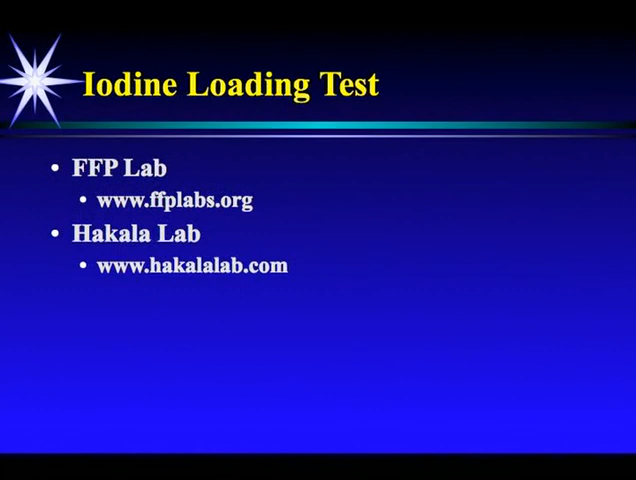 Iodine Loading Test
• FFP Lab
• www.ffplabs.org
• Hakala Lab
• www.hakalalab.com